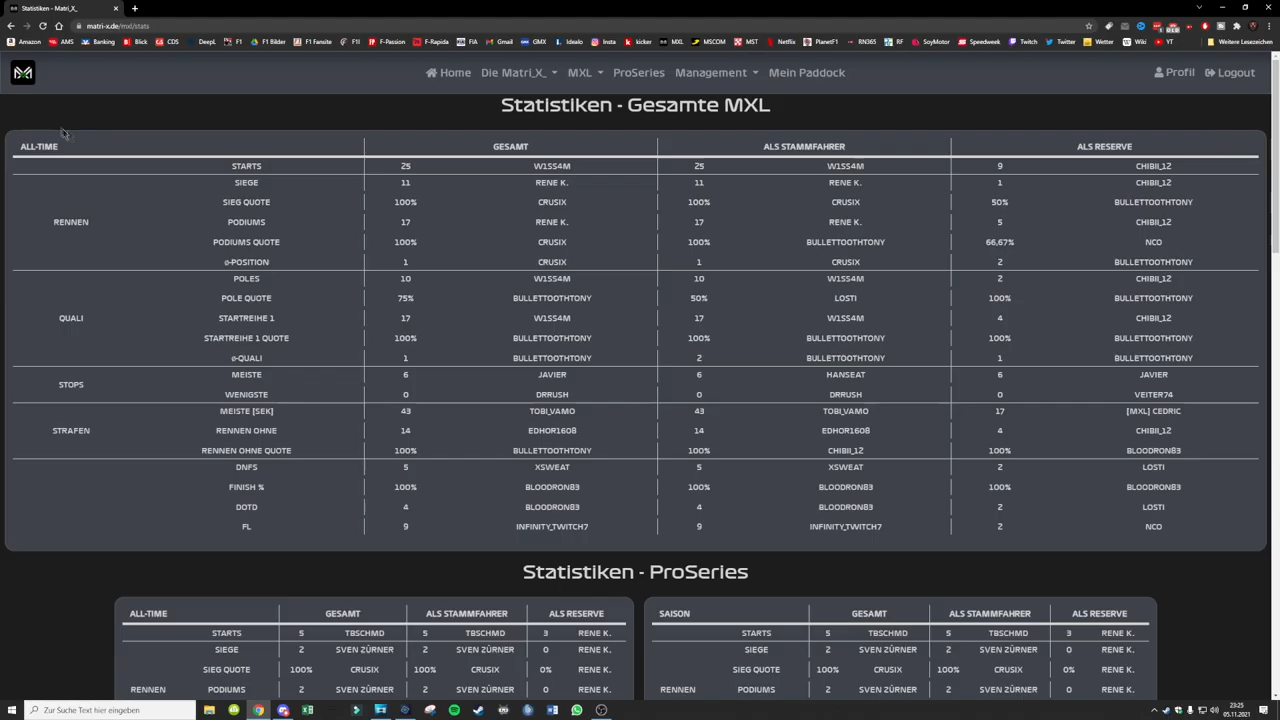 Statistiken - Matri_X_
matri-x.de/mxl/stats
Amazon AMS Banking Blick CDS DeepL F1 F1 Bilder F1 Fansite F1I F-Passion F-Rapida FIA Gmail GMX Idealo Insta kicker MXL MSCOM MST Netflix PlanetF1 RN365 RF SoyMotor Speedweek Twitch Twitter Wetter Wiki YT Weitere Lesezeichen
Home Die Matri_X_ MXL ProSeries Management Mein Paddock Profil Logout
Statistiken - Gesamte MXL
ALL-TIME GESAMT ALS STAMMFAHRER ALS RESERVE
STARTS 25 W1SS4M 25 W1SS4M 9 CHIBII_12
SIEGE 11 RENE K. 11 RENE K. 1 CHIBII_12
SIEG QUOTE 100% CRUSIX 100% CRUSIX 50% BULLETTOOTHTONY
RENNEN PODIUMS 17 RENE K. 17 RENE K. 5 CHIBII_12
PODIUMS QUOTE 100% CRUSIX 100% BULLETTOOTHTONY 66,67% NCO
ø-POSITION 1 CRUSIX 1 CRUSIX 2 BULLETTOOTHTONY
POLES 10 W1SS4M 10 W1SS4M 2 CHIBII_12
POLE QUOTE 75% BULLETTOOTHTONY 50% LOSTI 100% BULLETTOOTHTONY
QUALI STARTREIHE 1 17 W1SS4M 17 W1SS4M 4 CHIBII_12
STARTREIHE 1 QUOTE 100% BULLETTOOTHTONY 100% BULLETTOOTHTONY 100% BULLETTOOTHTONY
ø-QUALI 1 BULLETTOOTHTONY 2 BULLETTOOTHTONY 1 BULLETTOOTHTONY
MEISTE 6 JAVIER 6 HANSEAT 6 JAVIER
STOPS
WENIGSTE 0 DRRUSH 0 DRRUSH 0 VEITER74
MEISTE [SEK] 43 TOBI_VAMO 43 TOBI_VAMO 17 [MXL] CEDRIC
STRAFEN RENNEN OHNE 14 EDHOR1608 14 EDHOR1608 4 CHIBII_12
RENNEN OHNE QUOTE 100% BULLETTOOTHTONY 100% CHIBII_12 100% BLOODRON83
DNFS 5 XSWEAT 5 XSWEAT 2 LOSTI
FINISH % 100% BLOODRON83 100% BLOODRON83 100% BLOODRON83
DOTD 4 BLOODRON83 4 BLOODRON83 2 LOSTI
FL 9 INFINITY_TWITCH7 9 INFINITY_TWITCH7 2 NCO
Statistiken - ProSeries
ALL-TIME GESAMT ALS STAMMFAHRER ALS RESERVE SAISON GESAMT ALS STAMMFAHRER ALS RESERVE
STARTS 5 TBSCHMD 5 TBSCHMD 3 RENE K. STARTS 5 TBSCHMD 5 TBSCHMD 3 RENE K.
SIEGE 2 SVEN ZÜRNER 2 SVEN ZÜRNER 0 RENE K. SIEGE 2 SVEN ZÜRNER 2 SVEN ZÜRNER 0 RENE K.
SIEG QUOTE 100% CRUSIX 100% CRUSIX 0% RENE K. SIEG QUOTE 100% CRUSIX 100% CRUSIX 0% RENE K.
RENNEN PODIUMS 2 SVEN ZÜRNER 2 SVEN ZÜRNER 0 RENE K. RENNEN PODIUMS 2 SVEN ZÜRNER 2 SVEN ZÜRNER 0 RENE K.
Zur Suche Text hier eingeben
23:25
05.11.2021